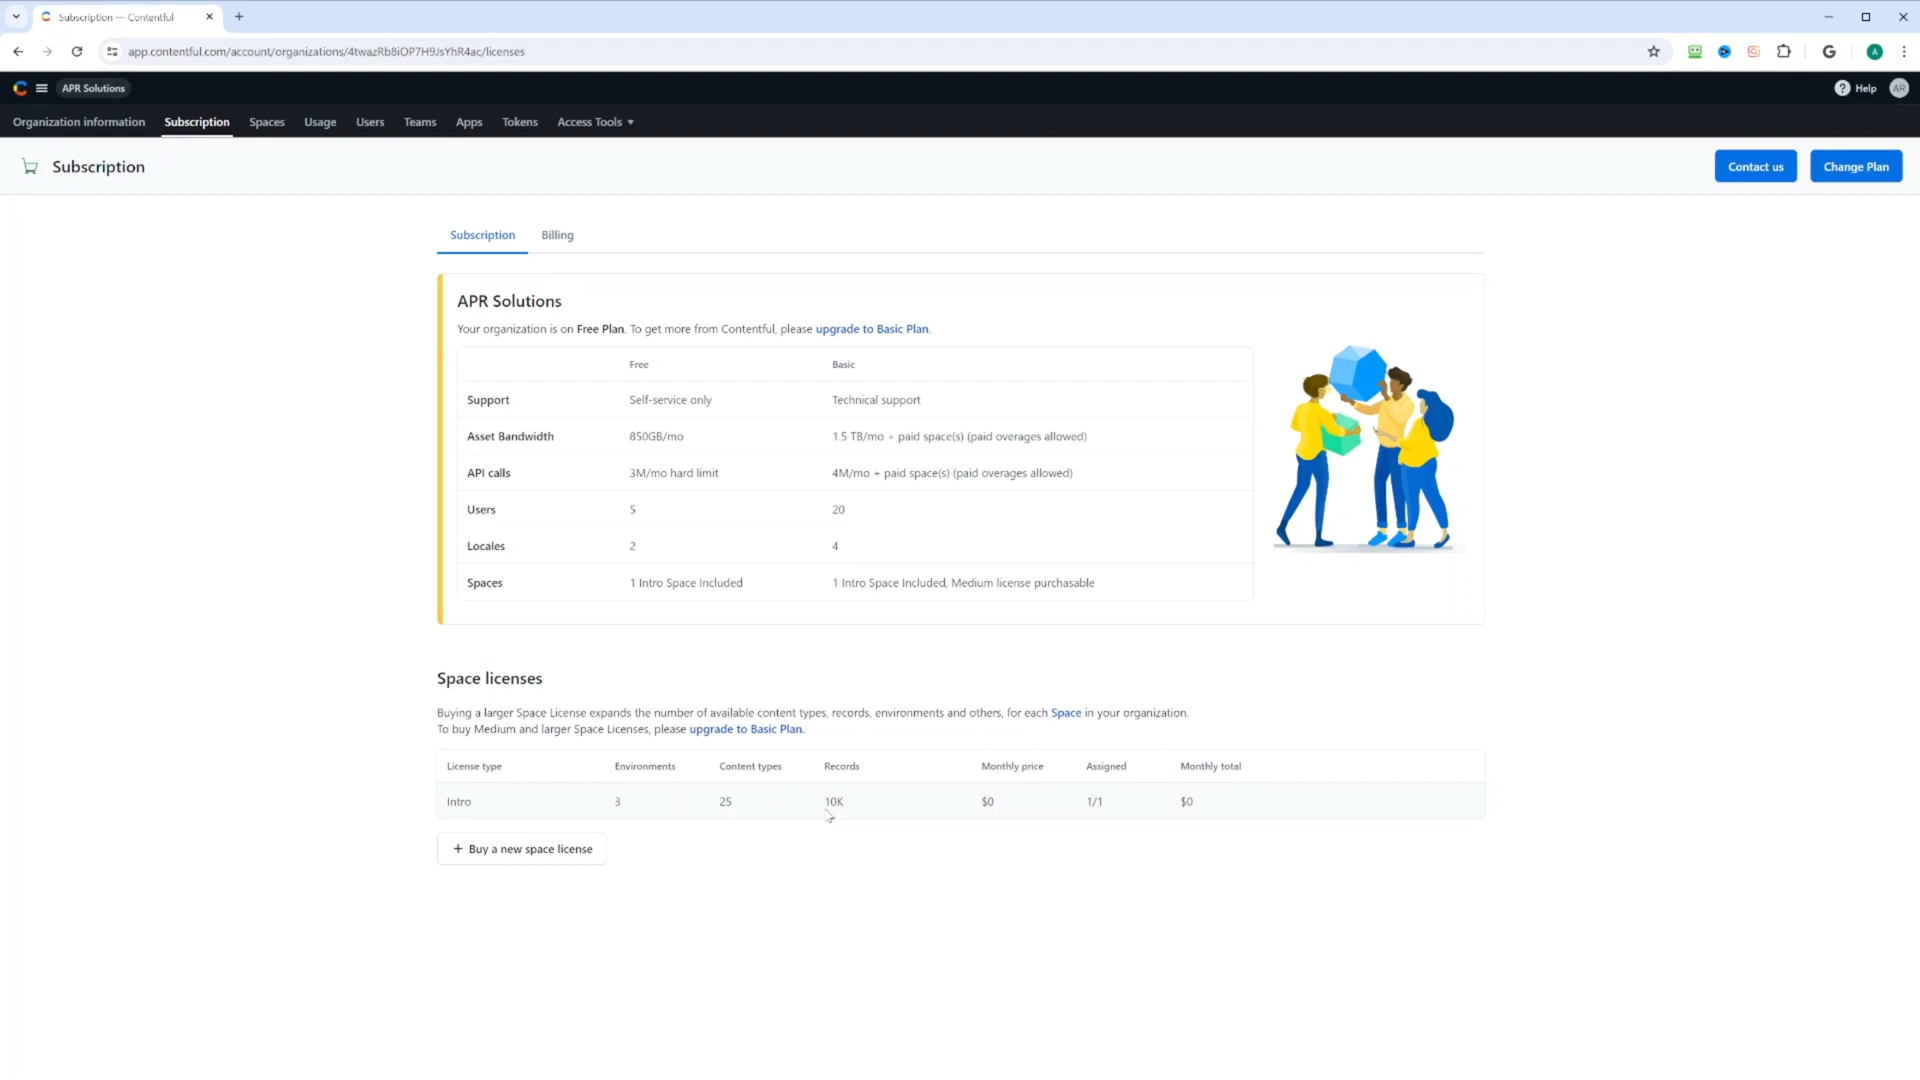 Subscription — Contentful
app.contentful.com/account/organizations/4twazRb8iOP7H9JsYhR4ac/licenses
A
APR Solutions
? Help AR
Organization information Subscription Spaces Usage Users Teams Apps Tokens Access Tools
Subscription
Contact us Change Plan
Subscription Billing
APR Solutions
Your organization is on Free Plan. To get more from Contentful, please upgrade to Basic Plan.
Free Basic
Support Self-service only Technical support
Asset Bandwidth 850GB/mo 1.5 TB/mo + paid space(s) (paid overages allowed)
API calls 3M/mo hard limit 4M/mo + paid space(s) (paid overages allowed)
Users 5 20
Locales 2 4
Spaces 1 Intro Space Included 1 Intro Space Included, Medium license purchasable
Space licenses
Buying a larger Space License expands the number of available content types, records, environments and others, for each Space in your organization.
To buy Medium and larger Space Licenses, please upgrade to Basic Plan.
License type Environments Content types Records Monthly price Assigned Monthly total
Intro 3 25 10K $0 1/1 $0
+ Buy a new space license